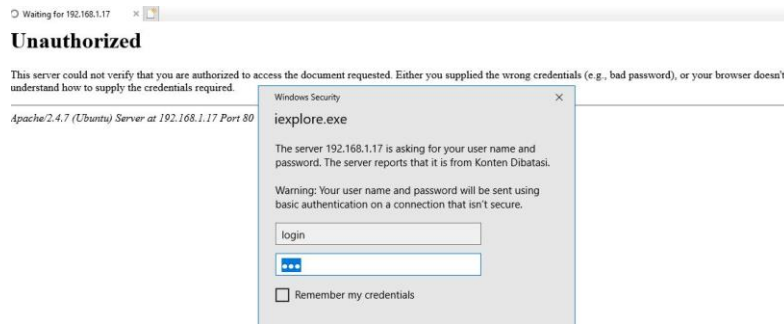 Waiting for 192.168.1.17
Unauthorized
This server could not verify that you are authorized to access the document requested. Either you supplied the wrong credentials (e.g., bad password), or your browser doesn't
understand how to supply the credentials required.
Apache/2.4.7 (Ubuntu) Server at 192.168.1.17 Port 80
Windows Security
iexplore.exe
The server 192.168.1.17 is asking for your user name and
password. The server reports that it is from Konten Dibatasi.
Warning: Your user name and password will be sent using
basic authentication on a connection that isn't secure.
login
•••
Remember my credentials